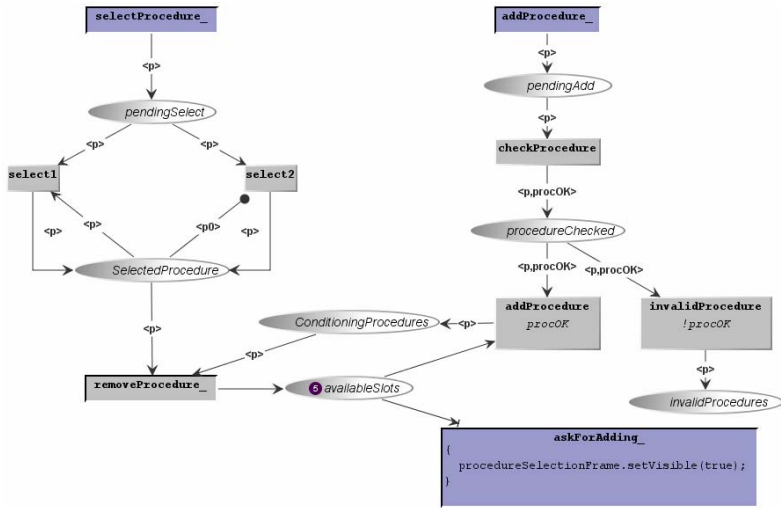 selectProcedure_
addProcedure_
<p>
<p>
pendingSelect
pendingAdd
<p>
<p>
<p>
select1
select2
checkProcedure
<p>
<p>
<p0>
<p>
<p,procOK>
procedureChecked
SelectedProcedure
<p,procOK>
<p,procOK>
<p>
ConditioningProcedures
<p>
addProcedure
procOK
invalidProcedure
!procOK
<p>
<p>
removeProcedure_
5 availableSlots
invalidProcedures
askForAdding_
{
procedureSelectionFrame.setVisible(true);
}